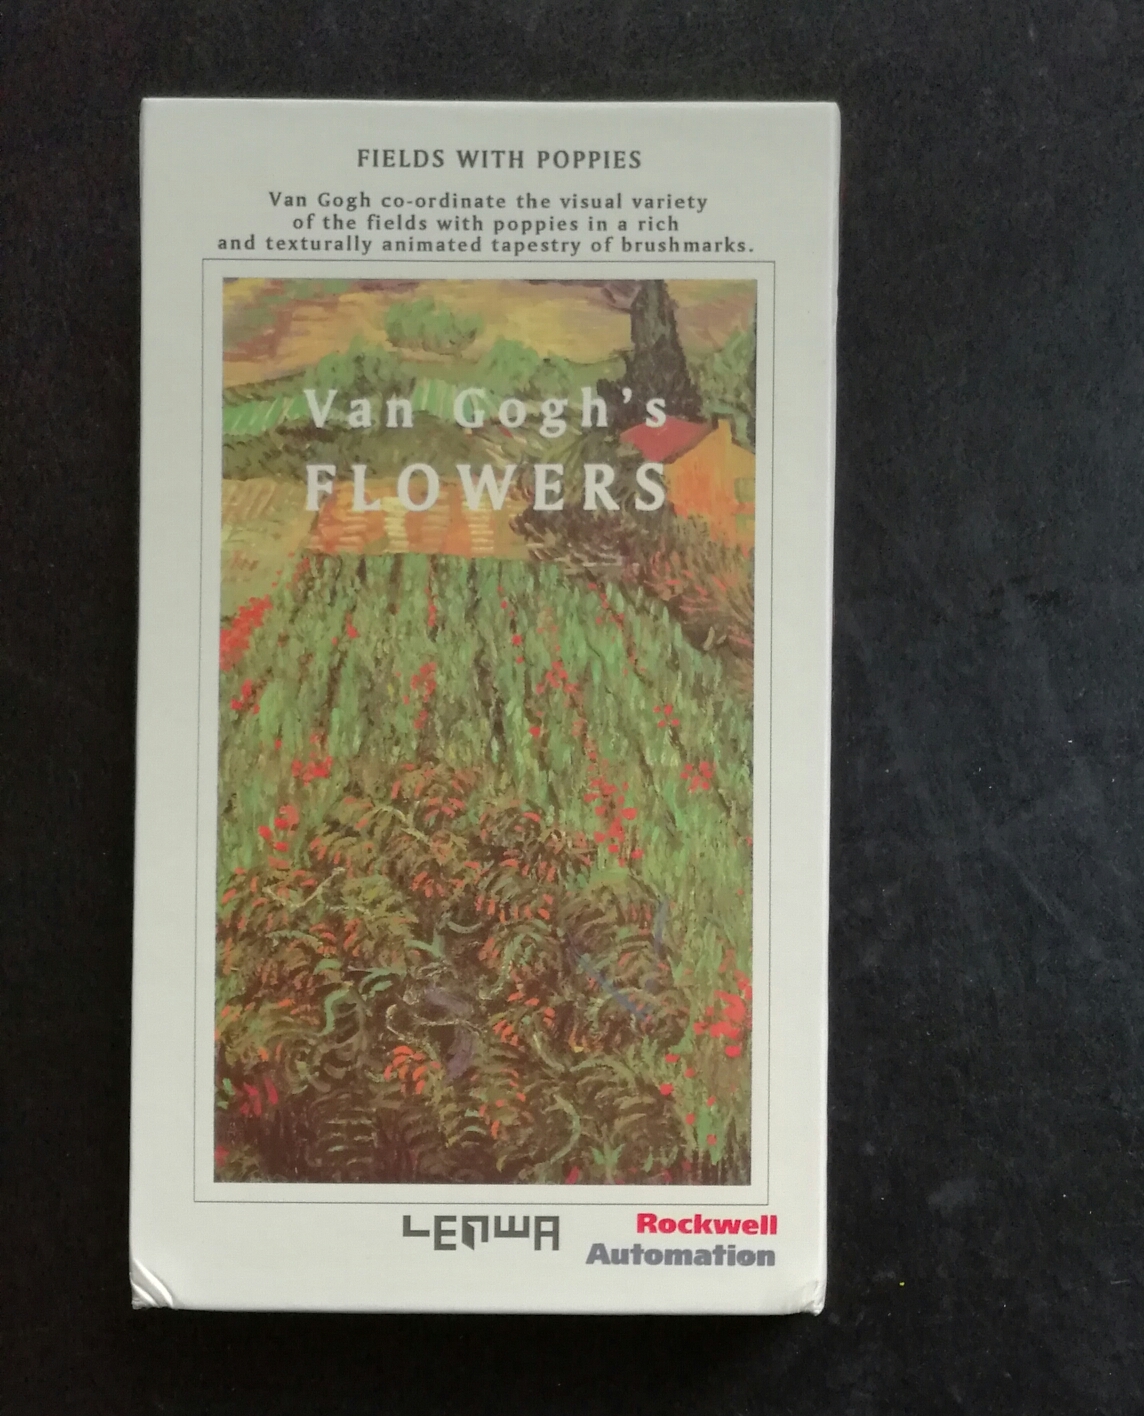 FIELDS WITH POPPIES
Van Gogh co-ordinate the visual variety
of the fields with poppies in a rich
and texturally animated tapestry of brushmarks.
Van Gogh's
FLOWERS
LENWA
Rockwell
Automation